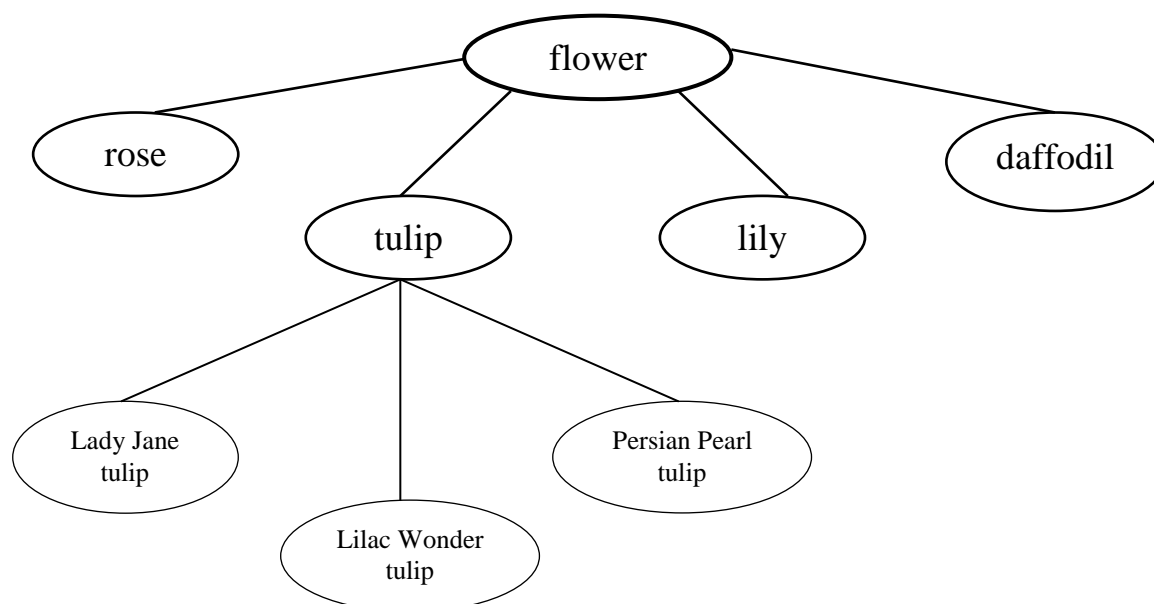 flower
rose
daffodil
tulip
lily
Lady Jane
tulip
Persian Pearl
tulip
Lilac Wonder
tulip